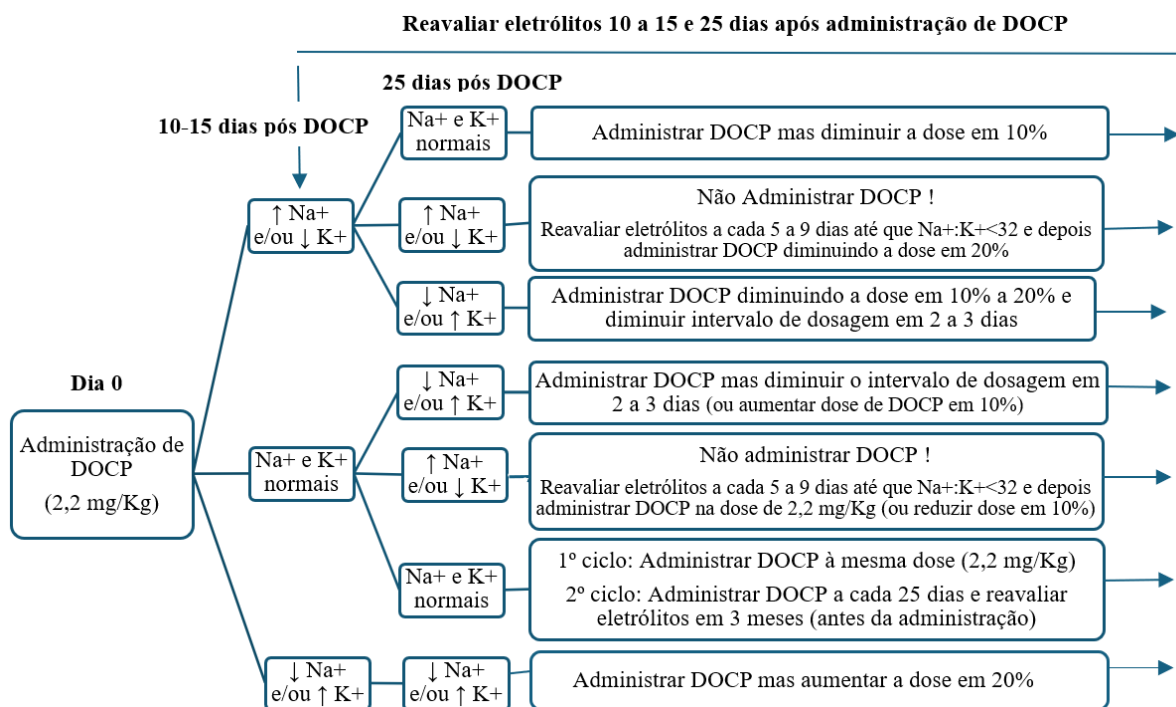 Reavaliar eletrólitos 10 a 15 e 25 dias após administração de DOCP
25 dias pós DOCP
10-15 dias pós DOCP
Na+ e K+
normais
Administrar DOCP mas diminuir a dose em 10%
↑ Na+
e/ou ↓ K+
↑ Na+
e/ou ↓ K+
Não Administrar DOCP !
Reavaliar eletrólitos a cada 5 a 9 dias até que Na+:K+<32 e depois
administrar DOCP diminuindo a dose em 20%
↓ Na+
e/ou ↑ K+
Administrar DOCP diminuindo a dose em 10% a 20% e
diminuir intervalo de dosagem em 2 a 3 dias
Dia 0
Administração de
DOCP
(2,2 mg/Kg)
↓ Na+
e/ou ↑ K+
Administrar DOCP mas diminuir o intervalo de dosagem em
2 a 3 dias (ou aumentar dose de DOCP em 10%)
Na+ e K+
normais
↑ Na+
e/ou ↓ K+
Não administrar DOCP !
Reavaliar eletrólitos a cada 5 a 9 dias até que Na+:K+<32 e depois
administrar DOCP na dose de 2,2 mg/Kg (ou reduzir dose em 10%)
Na+ e K+
normais
1º ciclo: Administrar DOCP à mesma dose (2,2 mg/Kg)
2º ciclo: Administrar DOCP a cada 25 dias e reavaliar
eletrólitos em 3 meses (antes da administração)
↓ Na+
e/ou ↑ K+
↓ Na+
e/ou ↑ K+
Administrar DOCP mas aumentar a dose em 20%